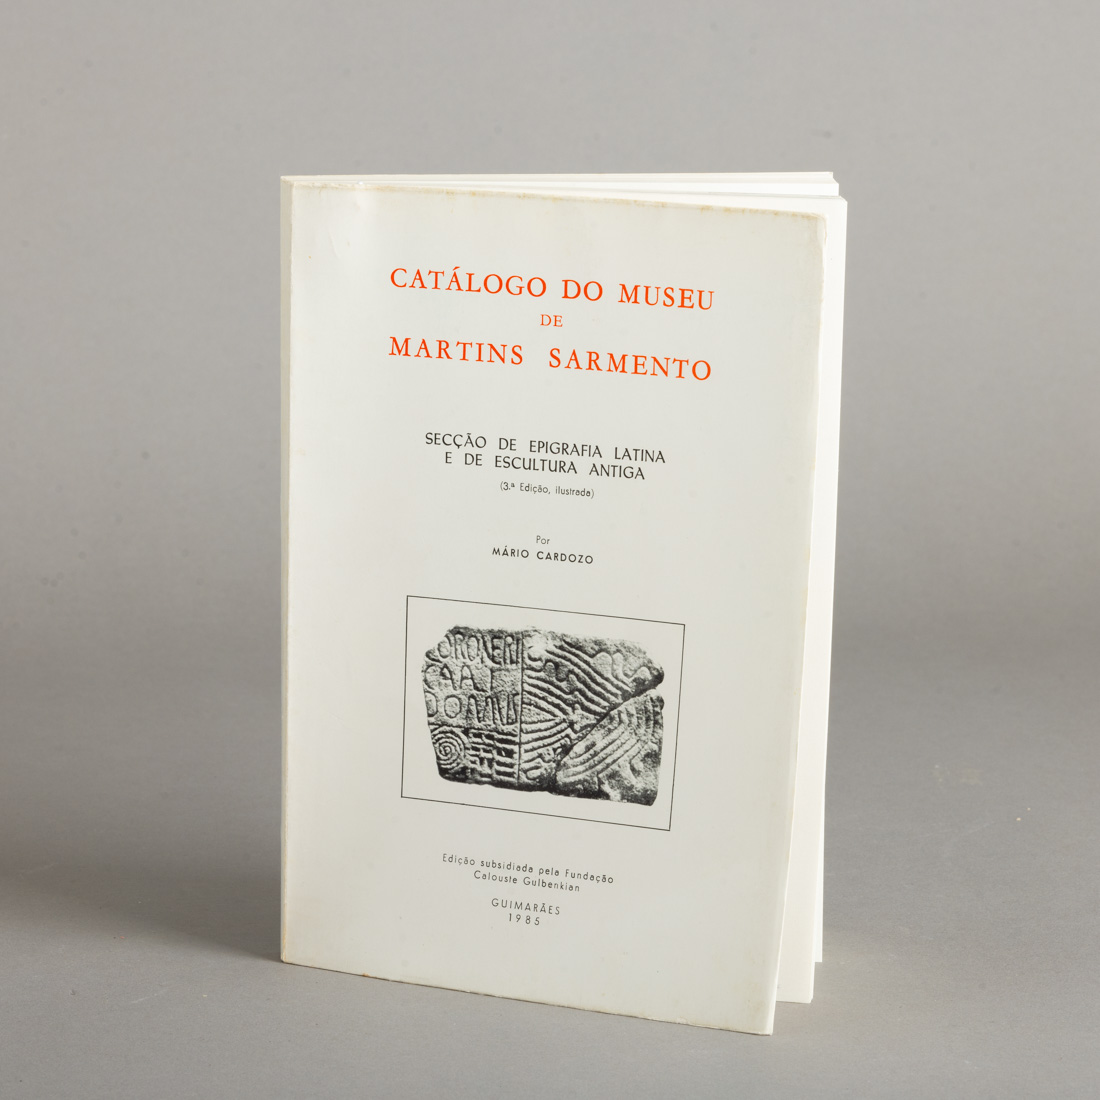 CATÁLOGO DO MUSEU
DE
MARTINS SARMENTO
SECÇÃO DE EPIGRAFIA LATINA
E DE ESCULTURA ANTIGA
(3.ª Edição, ilustrada)
Por
MÁRIO CARDOZO
Edição subsidiada pela Fundação
Calouste Gulbenkian
GUIMARÃES
1985